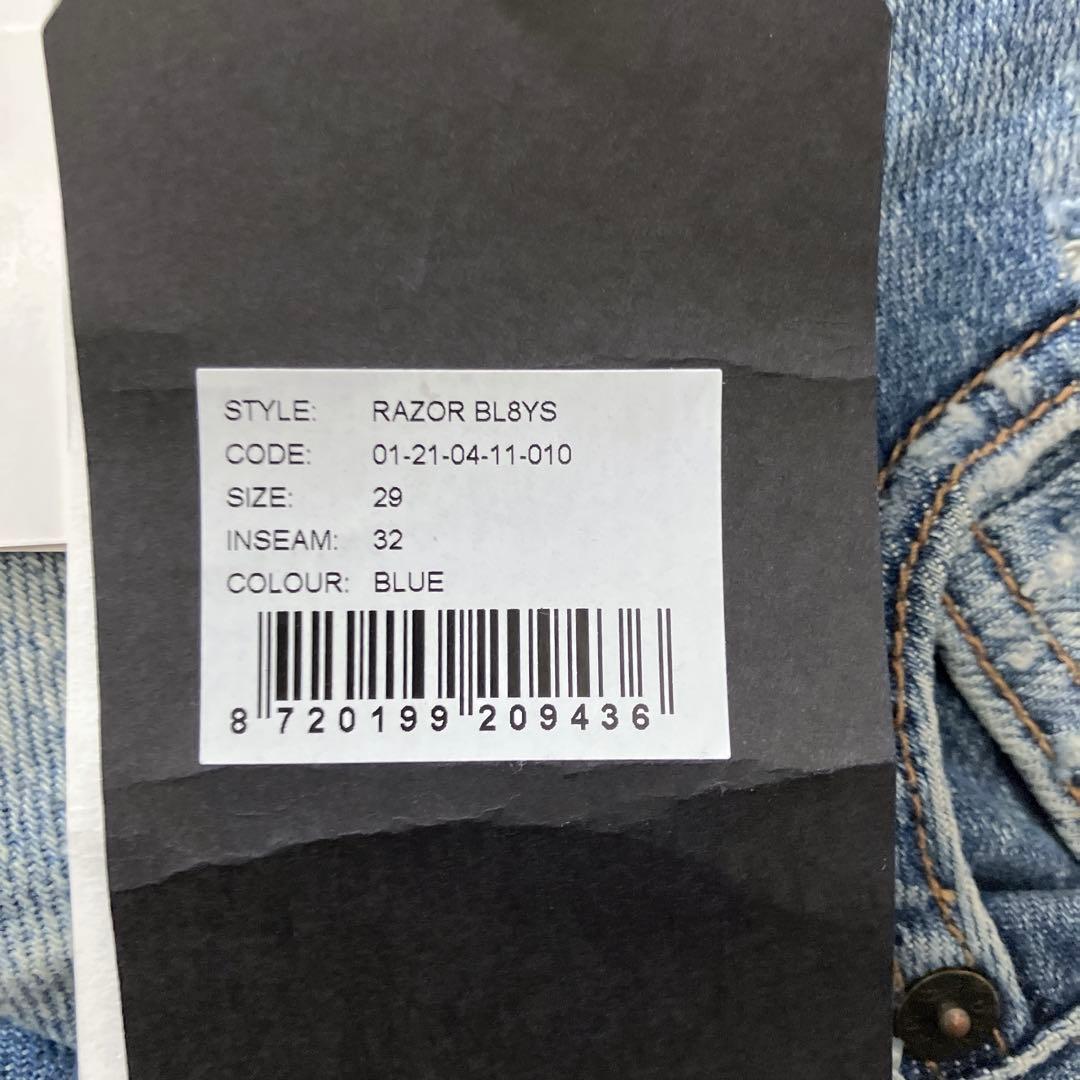 STYLE: RAZOR BL8YS
CODE: 01-21-04-11-010
SIZE: 29
INSEAM: 32
COLOUR: BLUE
8 720199 209436